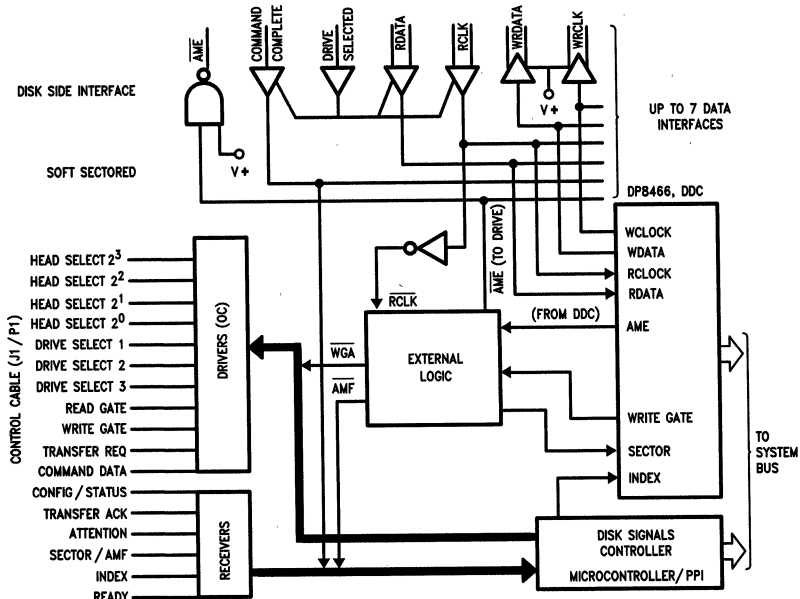 AME
COMMAND
COMPLETE
DRIVE
SELECTED
RDATA
RCLK
WRDATA
WRCLK
DISK SIDE INTERFACE
V+
UP TO 7 DATA
INTERFACES
SOFT SECTORED
V+
DP8466, DDC
WCLOCK
WDATA
RCLOCK
RDATA
AME
WRITE GATE
SECTOR
INDEX
AME (TO DRIVE)
(FROM DDC)
RCLK
EXTERNAL
LOGIC
WGA
AMF
CONTROL CABLE (J1/P1)
HEAD SELECT 2³
HEAD SELECT 2²
HEAD SELECT 2¹
HEAD SELECT 2⁰
DRIVE SELECT 1
DRIVE SELECT 2
DRIVE SELECT 3
READ GATE
WRITE GATE
TRANSFER REQ
COMMAND DATA
CONFIG/STATUS
TRANSFER ACK
ATTENTION
SECTOR/AMF
INDEX
READY
DRIVERS (OC)
RECEIVERS
DISK SIGNALS
CONTROLLER
MICROCONTROLLER/PPI
TO
SYSTEM
BUS